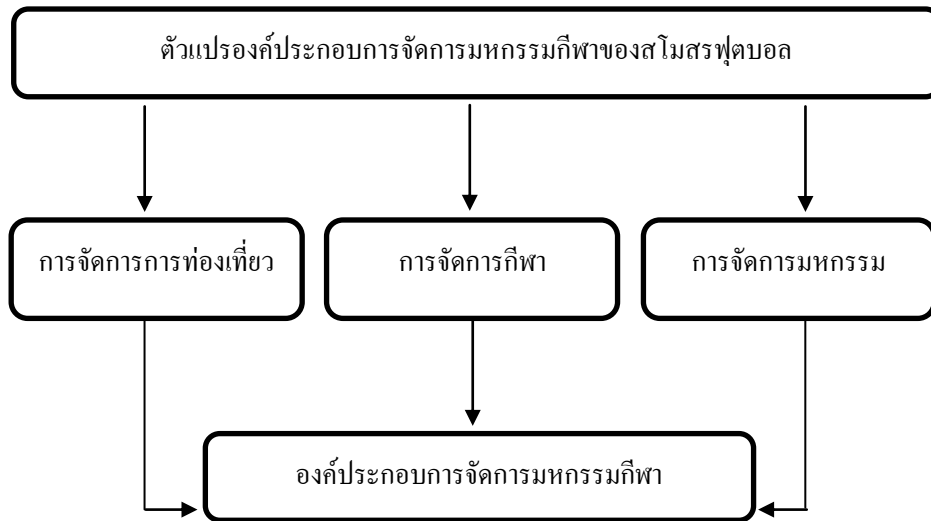 ตัวแปรองค์ประกอบการจัดการมหกรรมกีฬาของสโมสรฟุตบอล
การจัดการการท่องเที่ยว
การจัดการกีฬา
การจัดการมหกรรม
องค์ประกอบการจัดการมหกรรมกีฬา